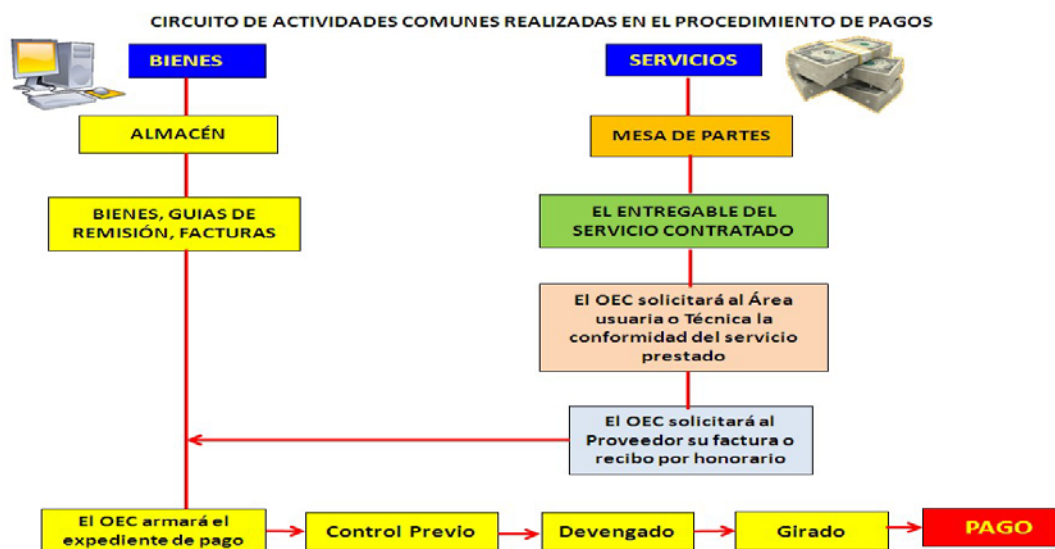 CIRCUITO DE ACTIVIDADES COMUNES REALIZADAS EN EL PROCEDIMIENTO DE PAGOS
BIENES
SERVICIOS
ALMACÉN
MESA DE PARTES
BIENES, GUIAS DE
REMISIÓN, FACTURAS
EL ENTREGABLE DEL
SERVICIO CONTRATADO
El OEC solicitará al Área
usuaria o Técnica la
conformidad del servicio
prestado
El OEC solicitará al
Proveedor su factura o
recibo por honorario
El OEC armará el
expediente de pago
Control Previo
Devengado
Girado
PAGO